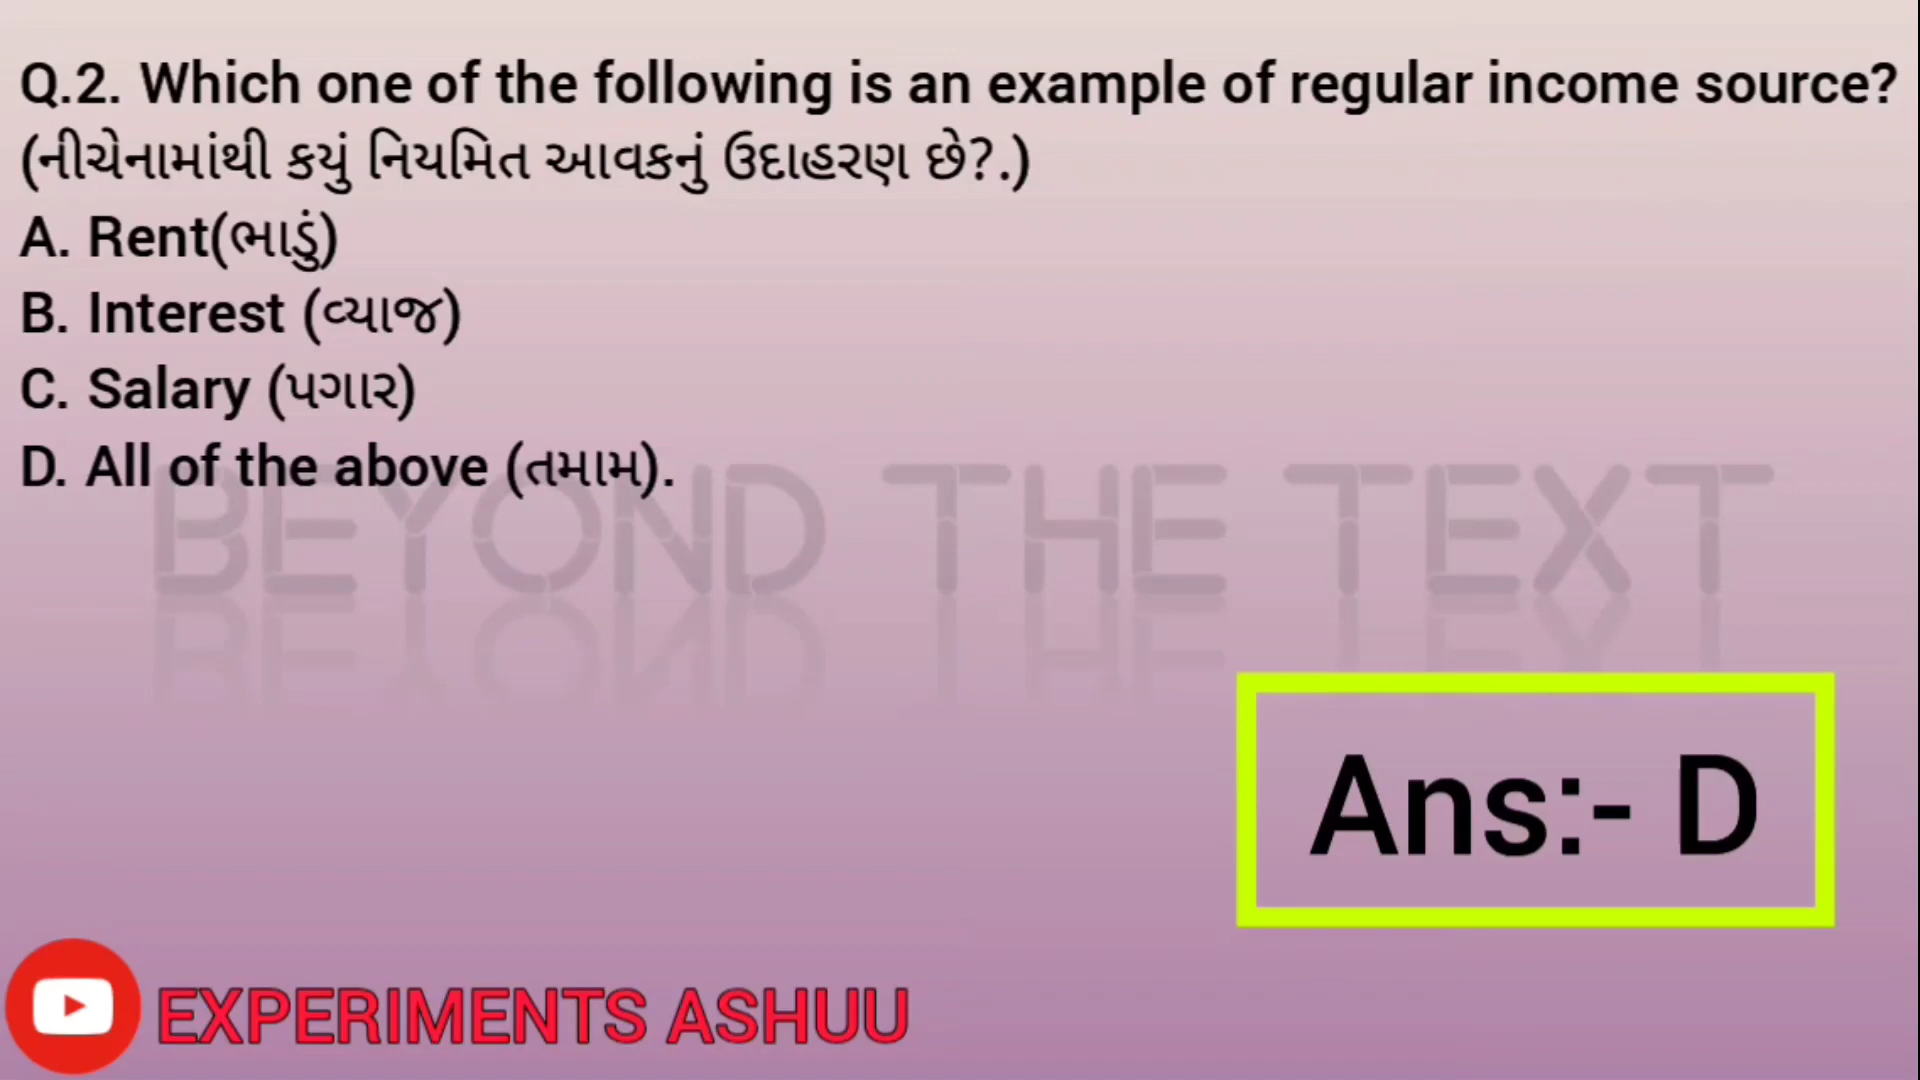 Q.2. Which one of the following is an example of regular income source?
(નીચેનામાંથી કયું નિયમિત આવકનું ઉદાહરણ છે?.)
A. Rent(ભાડું)
B. Interest (વ્યાજ)
C. Salary (પગાર)
D. All of the above (તમામ).
BEYOND THE TEXT
Ans:- D
EXPERIMENTS ASHUU